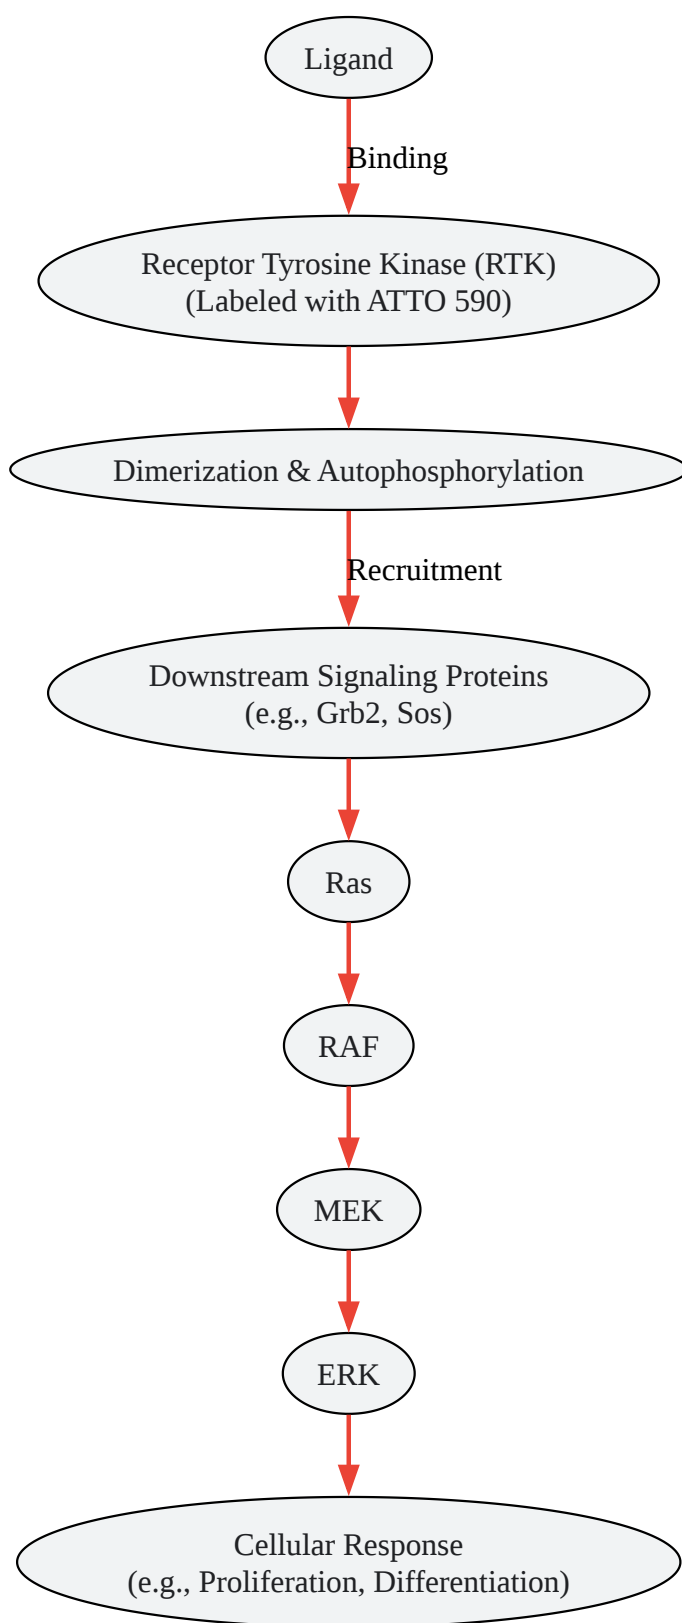 Ligand
Binding
Receptor Tyrosine Kinase (RTK)
(Labeled with ATTO 590)
Dimerization & Autophosphorylation
Recruitment
Downstream Signaling Proteins
(e.g., Grb2, Sos)
Ras
RAF
MEK
ERK
Cellular Response
(e.g., Proliferation, Differentiation)